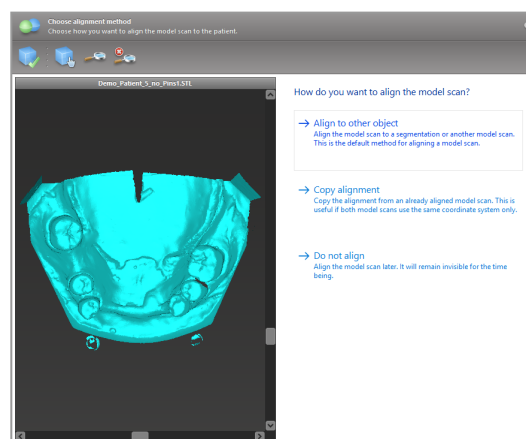 Choose alignment method
Choose how you want to align the model scan to the patient.
Demo_Patient_5_no_Pins1.STL
How do you want to align the model scan?
Align to other object
Align the model scan to a segmentation or another model scan.
This is the default method for aligning a model scan.
Copy alignment
Copy the alignment from an already aligned model scan. This is
useful if both model scans use the same coordinate system only.
Do not align
Align the model scan later. It will remain invisible for the time
being.